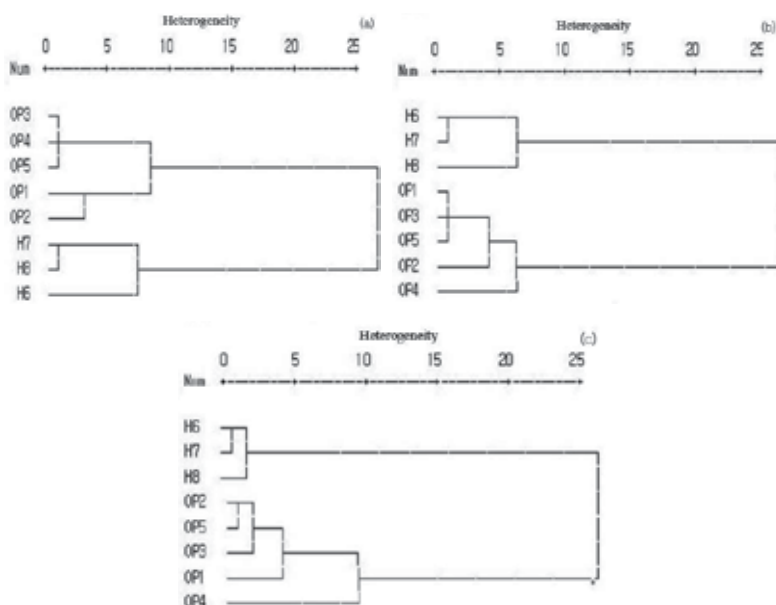 Heterogeneity (a)
0 5 10 15 20 25
Num
OP3
OP4
OP5
OP1
OP2
H7
H8
H6
Heterogeneity (b)
0 5 10 15 20 25
Num
H6
H7
H8
OP1
OP3
OP5
OP2
OP4
Heterogeneity (c)
0 5 10 15 20 25
Num
H6
H7
H8
OP2
OP5
OP3
OP1
OP4